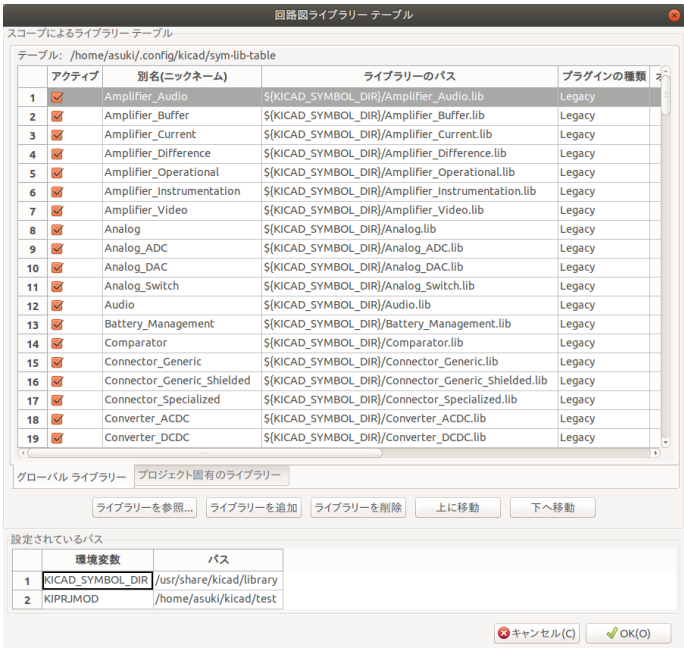 回路図ライブラリー テーブル
スコープによるライブラリー テーブル
テーブル: /home/asuki/.config/kicad/sym-lib-table
アクティブ 別名(ニックネーム) ライブラリーのパス プラグインの種類 オ
1 Amplifier_Audio ${KICAD_SYMBOL_DIR}/Amplifier_Audio.lib Legacy
2 Amplifier_Buffer ${KICAD_SYMBOL_DIR}/Amplifier_Buffer.lib Legacy
3 Amplifier_Current ${KICAD_SYMBOL_DIR}/Amplifier_Current.lib Legacy
4 Amplifier_Difference ${KICAD_SYMBOL_DIR}/Amplifier_Difference.lib Legacy
5 Amplifier_Operational ${KICAD_SYMBOL_DIR}/Amplifier_Operational.lib Legacy
6 Amplifier_Instrumentation ${KICAD_SYMBOL_DIR}/Amplifier_Instrumentation.lib Legacy
7 Amplifier_Video ${KICAD_SYMBOL_DIR}/Amplifier_Video.lib Legacy
8 Analog ${KICAD_SYMBOL_DIR}/Analog.lib Legacy
9 Analog_ADC ${KICAD_SYMBOL_DIR}/Analog_ADC.lib Legacy
10 Analog_DAC ${KICAD_SYMBOL_DIR}/Analog_DAC.lib Legacy
11 Analog_Switch ${KICAD_SYMBOL_DIR}/Analog_Switch.lib Legacy
12 Audio ${KICAD_SYMBOL_DIR}/Audio.lib Legacy
13 Battery_Management ${KICAD_SYMBOL_DIR}/Battery_Management.lib Legacy
14 Comparator ${KICAD_SYMBOL_DIR}/Comparator.lib Legacy
15 Connector_Generic ${KICAD_SYMBOL_DIR}/Connector_Generic.lib Legacy
16 Connector_Generic_Shielded ${KICAD_SYMBOL_DIR}/Connector_Generic_Shielded.lib Legacy
17 Connector_Specialized ${KICAD_SYMBOL_DIR}/Connector_Specialized.lib Legacy
18 Converter_ACDC ${KICAD_SYMBOL_DIR}/Converter_ACDC.lib Legacy
19 Converter_DCDC ${KICAD_SYMBOL_DIR}/Converter_DCDC.lib Legacy
グローバル ライブラリー プロジェクト固有のライブラリー
ライブラリーを参照... ライブラリーを追加 ライブラリーを削除 上に移動 下へ移動
設定されているパス
環境変数 パス
1 KICAD_SYMBOL_DIR /usr/share/kicad/library
2 KIPRJMOD /home/asuki/kicad/test
キャンセル(C) OK(O)